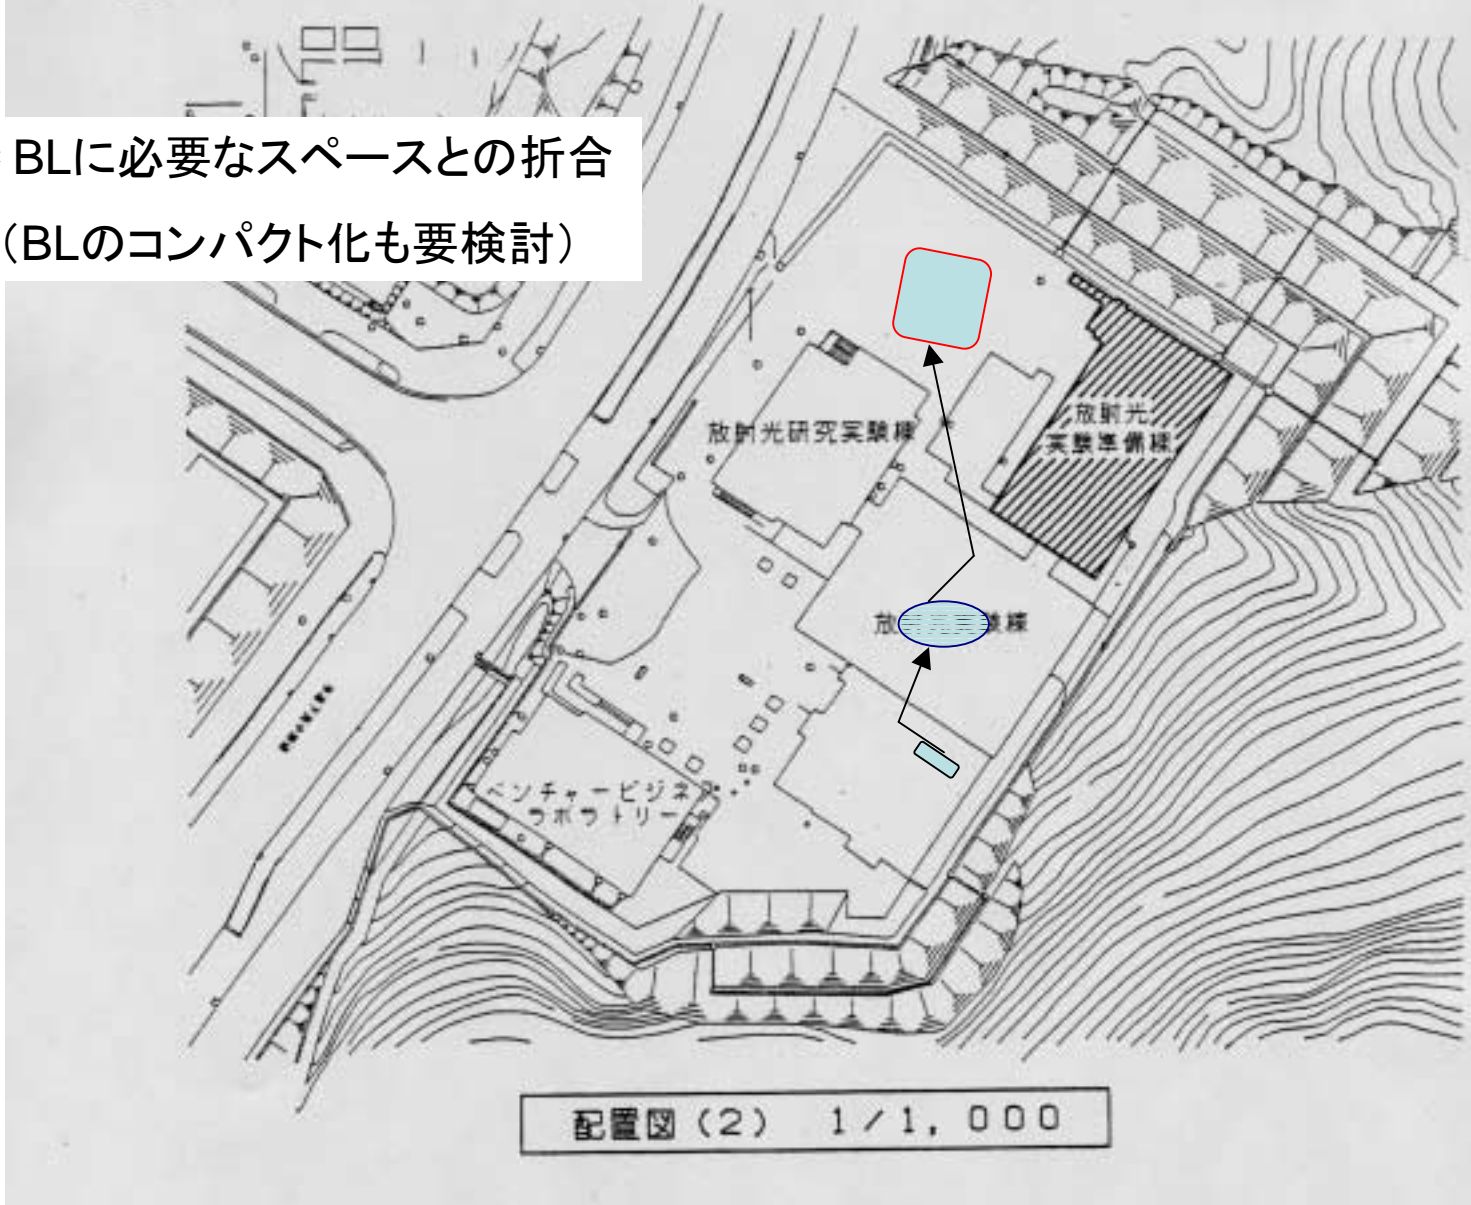 BLに必要なスペースとの折合
（BLのコンパクト化も要検討）
放射光研究実験棟
放射光
実験準備棟
放 験棟
ベンチャービジネ
ラボラトリー
配置図（2） 1／1，000